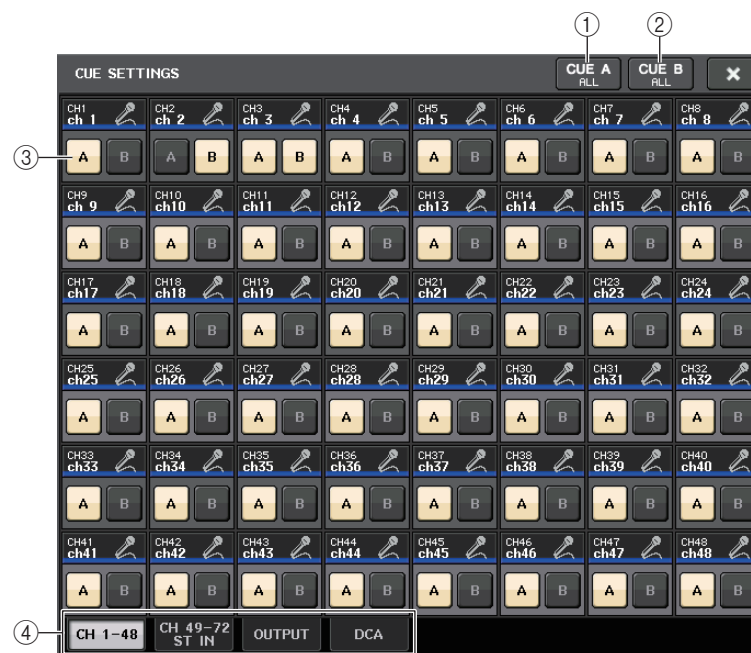 ① ②
CUE SETTINGS CUE A ALL CUE B ALL ×
CH1 CH2 CH3 CH4 CH5 CH6 CH7 CH8
ch 1 ch 2 ch 3 ch 4 ch 5 ch 6 ch 7 ch 8
③ A B A B A B A B A B A B A B A B
CH9 CH10 CH11 CH12 CH13 CH14 CH15 CH16
ch 9 ch10 ch11 ch12 ch13 ch14 ch15 ch16
A B A B A B A B A B A B A B A B
CH17 CH18 CH19 CH20 CH21 CH22 CH23 CH24
ch17 ch18 ch19 ch20 ch21 ch22 ch23 ch24
A B A B A B A B A B A B A B A B
CH25 CH26 CH27 CH28 CH29 CH30 CH31 CH32
ch25 ch26 ch27 ch28 ch29 ch30 ch31 ch32
A B A B A B A B A B A B A B A B
CH33 CH34 CH35 CH36 CH37 CH38 CH39 CH40
ch33 ch34 ch35 ch36 ch37 ch38 ch39 ch40
A B A B A B A B A B A B A B A B
CH41 CH42 CH43 CH44 CH45 CH46 CH47 CH48
ch41 ch42 ch43 ch44 ch45 ch46 ch47 ch48
A B A B A B A B A B A B A B A B
④ CH 1-48 CH 49-72 ST IN OUTPUT DCA